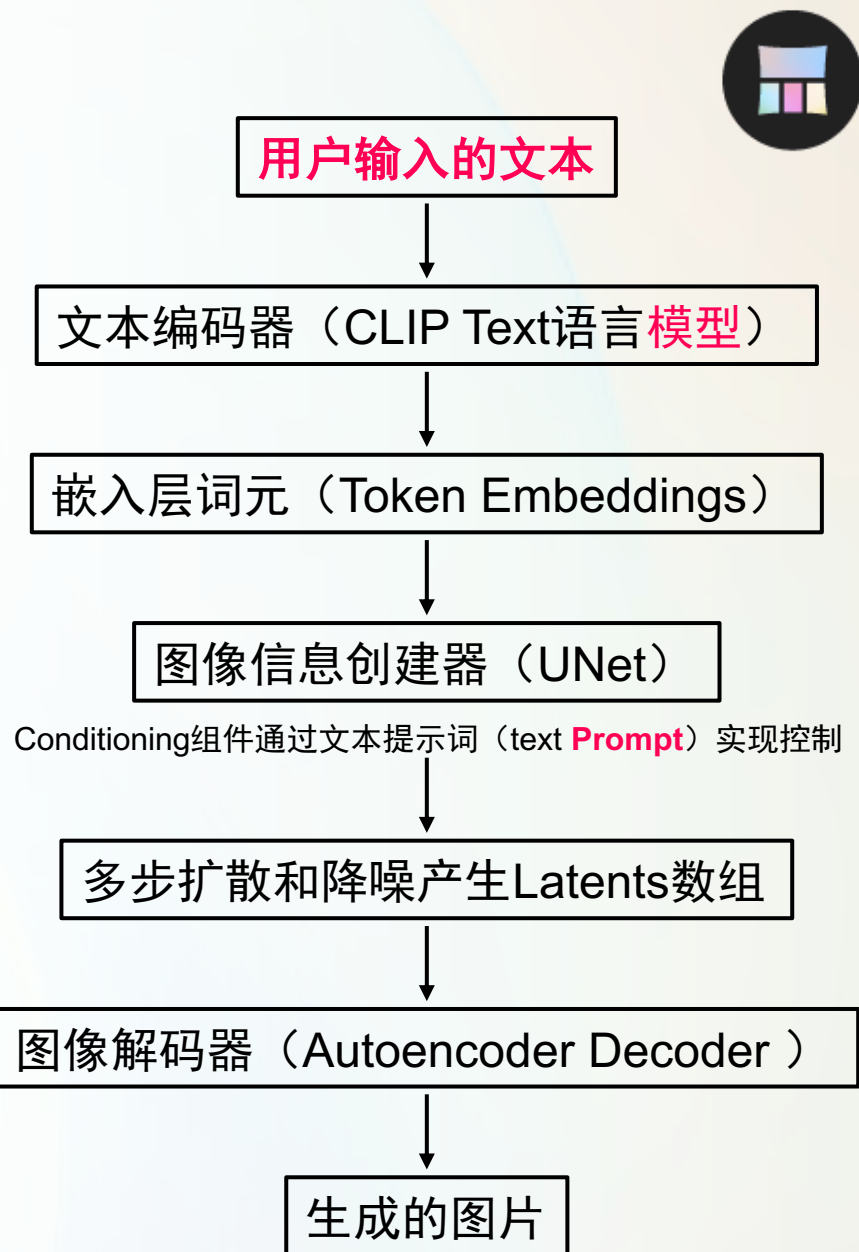 用户输入的文本
文本编码器（CLIP Text语言模型）
嵌入层词元（Token Embeddings）
图像信息创建器（UNet）
Conditioning组件通过文本提示词（text Prompt）实现控制
多步扩散和降噪产生Latents数组
图像解码器（Autoencoder Decoder ）
生成的图片